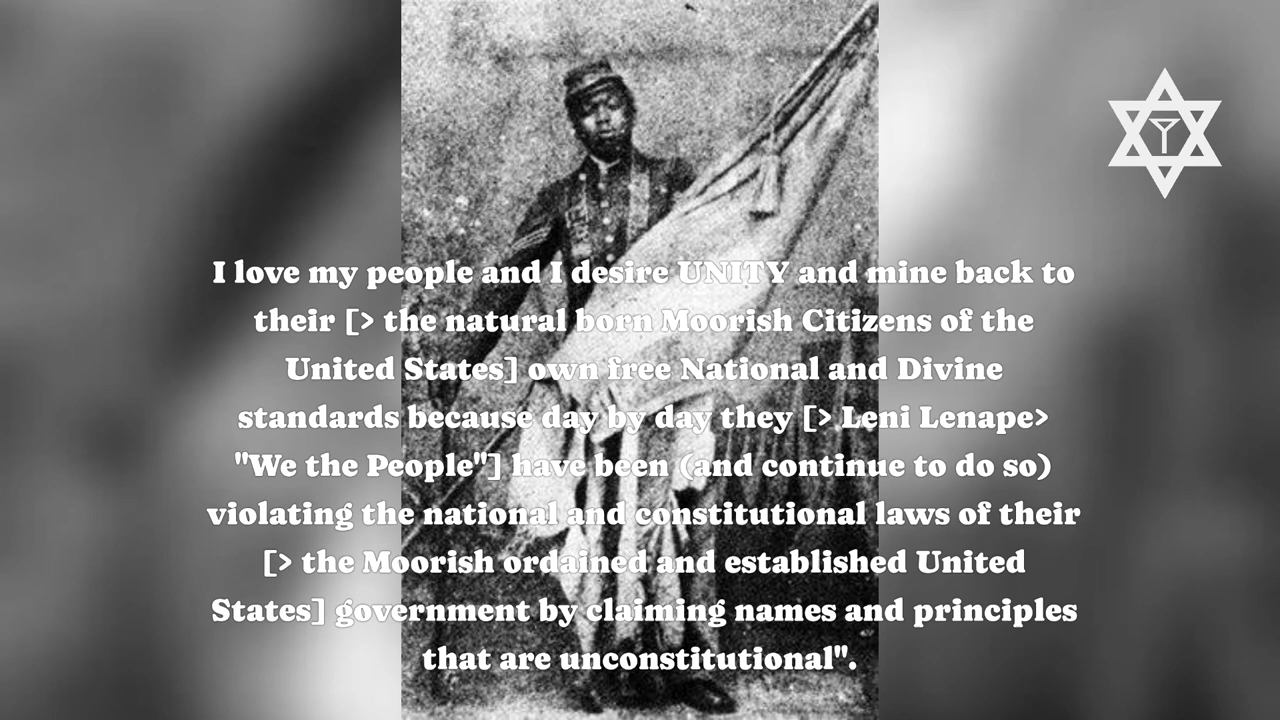 I love my people and I desire UNITY and mine back to
their [> the natural born Moorish Citizens of the
United States] own free National and Divine
standards because day by day they [> Leni Lenape>
"We the People"] have been (and continue to do so)
violating the national and constitutional laws of their
[> the Moorish ordained and established United
States] government by claiming names and principles
that are unconstitutional".